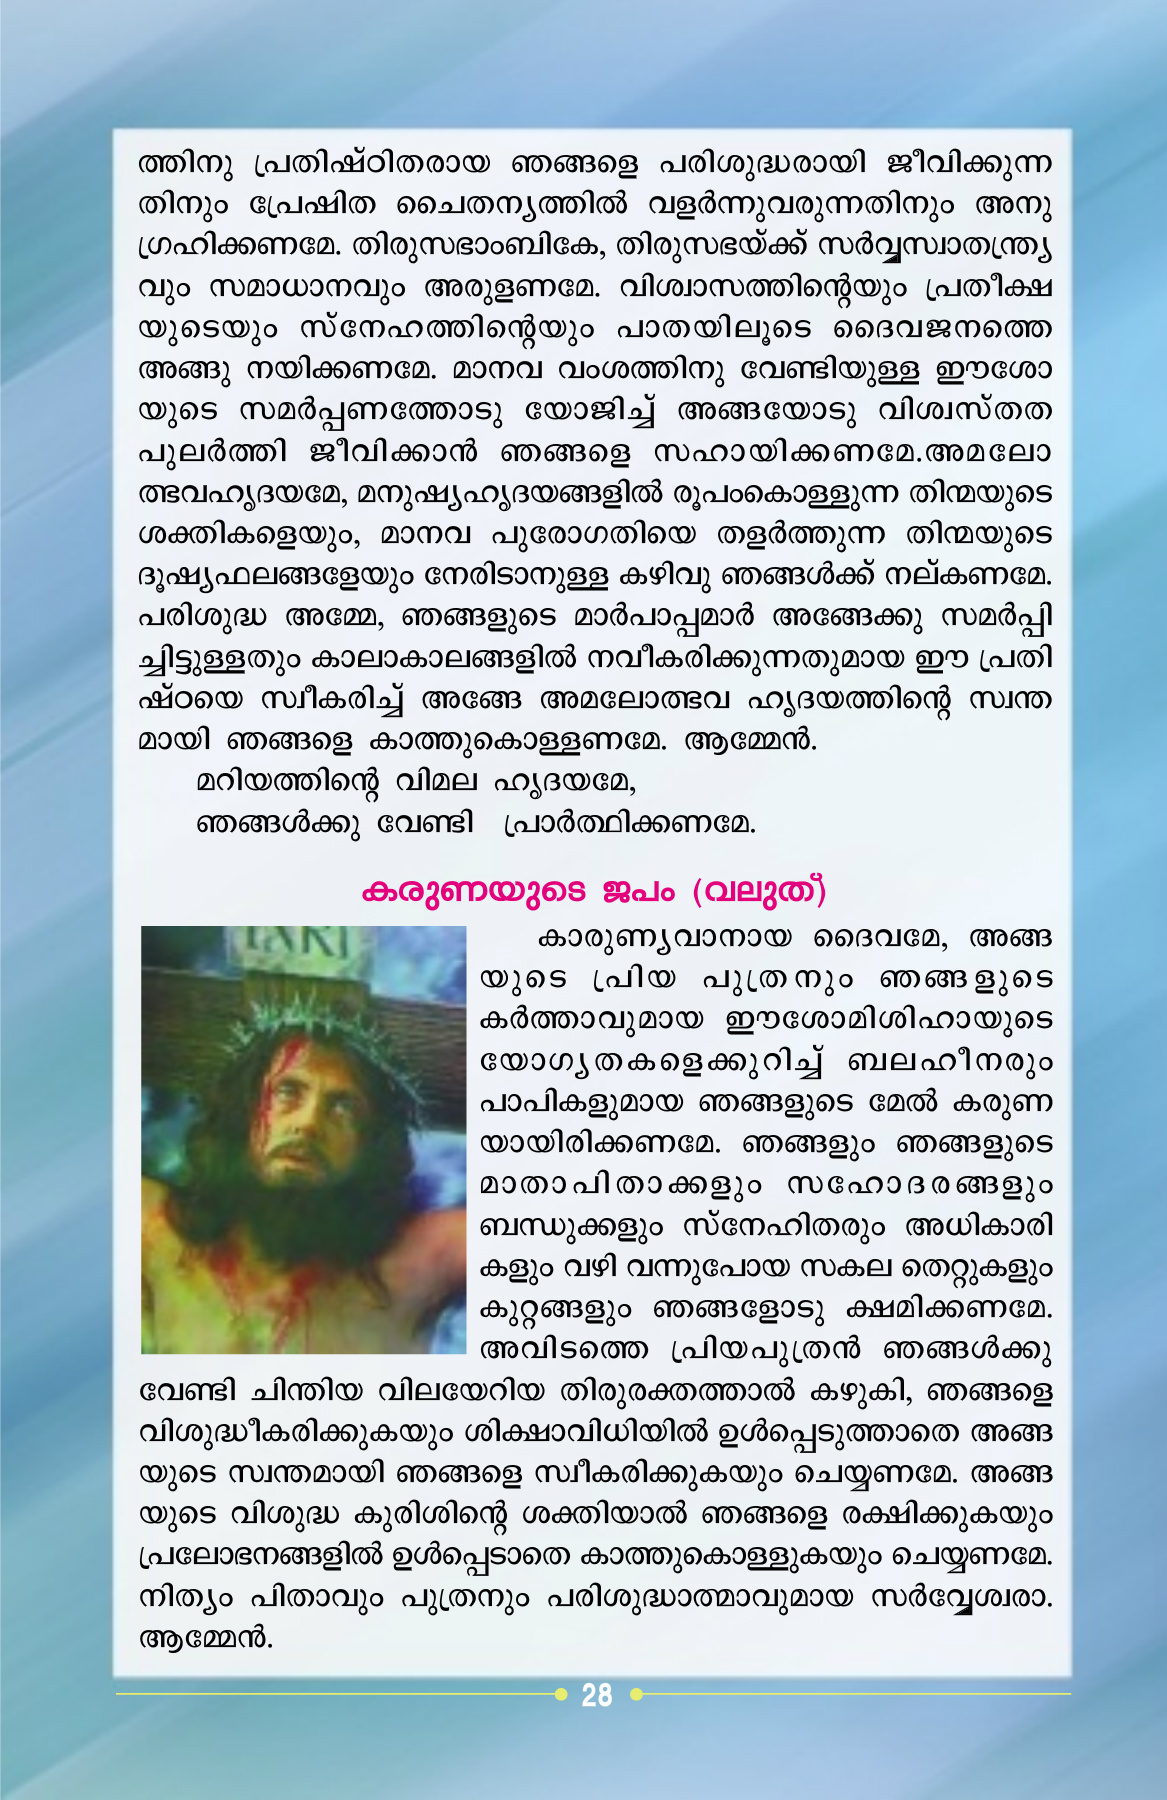 ത്തിനു പ്രതിഷ്ഠിതരായ ഞങ്ങളെ പരിശുദ്ധരായി ജീവിക്കുന്ന
തിനും പ്രേഷിത ചൈതന്യത്തിൽ വളർന്നുവരുന്നതിനും അനു
ഗ്രഹിക്കണമേ. തിരുസഭാംബികേ, തിരുസഭയ്ക്ക് സർവ്വസ്വാതന്ത്ര്യ
വും സമാധാനവും അരുളണമേ. വിശ്വാസത്തിന്റെയും പ്രതീക്ഷ
യുടെയും സ്നേഹത്തിന്റെയും പാതയിലൂടെ ദൈവജനത്തെ
അങ്ങു നയിക്കണമേ. മാനവ വംശത്തിനു വേണ്ടിയുള്ള ഈശോ
യുടെ സമർപ്പണത്തോടു യോജിച്ച് അങ്ങയോടു വിശ്വസ്തത
പുലർത്തി ജീവിക്കാൻ ഞങ്ങളെ സഹായിക്കണമേ.അമലോ
ത്ഭവഹൃദയമേ, മനുഷ്യഹൃദയങ്ങളിൽ രൂപംകൊള്ളുന്ന തിന്മയുടെ
ശക്തികളെയും, മാനവ പുരോഗതിയെ തളർത്തുന്ന തിന്മയുടെ
ദൂഷ്യഫലങ്ങളേയും നേരിടാനുള്ള കഴിവു ഞങ്ങൾക്ക് നല്കണമേ.
പരിശുദ്ധ അമ്മേ, ഞങ്ങളുടെ മാർപാപ്പമാർ അങ്ങേക്കു സമർപ്പി
ച്ചിട്ടുള്ളതും കാലാകാലങ്ങളിൽ നവീകരിക്കുന്നതുമായ ഈ പ്രതി
ഷ്ഠയെ സ്വീകരിച്ച് അങ്ങേ അമലോത്ഭവ ഹൃദയത്തിന്റെ സ്വന്ത
മായി ഞങ്ങളെ കാത്തുകൊള്ളണമേ. ആമ്മേൻ.
മറിയത്തിന്റെ വിമല ഹൃദയമേ,
ഞങ്ങൾക്കു വേണ്ടി പ്രാർത്ഥിക്കണമേ.
കരുണയുടെ ജപം (വലുത്)
കാരുണ്യവാനായ ദൈവമേ, അങ്ങ
യുടെ പ്രിയ പുത്രനും ഞങ്ങളുടെ
കർത്താവുമായ ഈശോമിശിഹായുടെ
യോഗ്യതകളെക്കുറിച്ച് ബലഹീനരും
പാപികളുമായ ഞങ്ങളുടെ മേൽ കരുണ
യായിരിക്കണമേ. ഞങ്ങളും ഞങ്ങളുടെ
മാതാപിതാക്കളും സഹോദരങ്ങളും
ബന്ധുക്കളും സ്നേഹിതരും അധികാരി
കളും വഴി വന്നുപോയ സകല തെറ്റുകളും
കുറ്റങ്ങളും ഞങ്ങളോടു ക്ഷമിക്കണമേ.
അവിടത്തെ പ്രിയപുത്രൻ ഞങ്ങൾക്കു
വേണ്ടി ചിന്തിയ വിലയേറിയ തിരുരക്തത്താൽ കഴുകി, ഞങ്ങളെ
വിശുദ്ധീകരിക്കുകയും ശിക്ഷാവിധിയിൽ ഉൾപ്പെടുത്താതെ അങ്ങ
യുടെ സ്വന്തമായി ഞങ്ങളെ സ്വീകരിക്കുകയും ചെയ്യണമേ. അങ്ങ
യുടെ വിശുദ്ധ കുരിശിന്റെ ശക്തിയാൽ ഞങ്ങളെ രക്ഷിക്കുകയും
പ്രലോഭനങ്ങളിൽ ഉൾപ്പെടാതെ കാത്തുകൊള്ളുകയും ചെയ്യണമേ.
നിത്യം പിതാവും പുത്രനും പരിശുദ്ധാത്മാവുമായ സർവ്വേശ്വരാ.
ആമ്മേൻ.
28